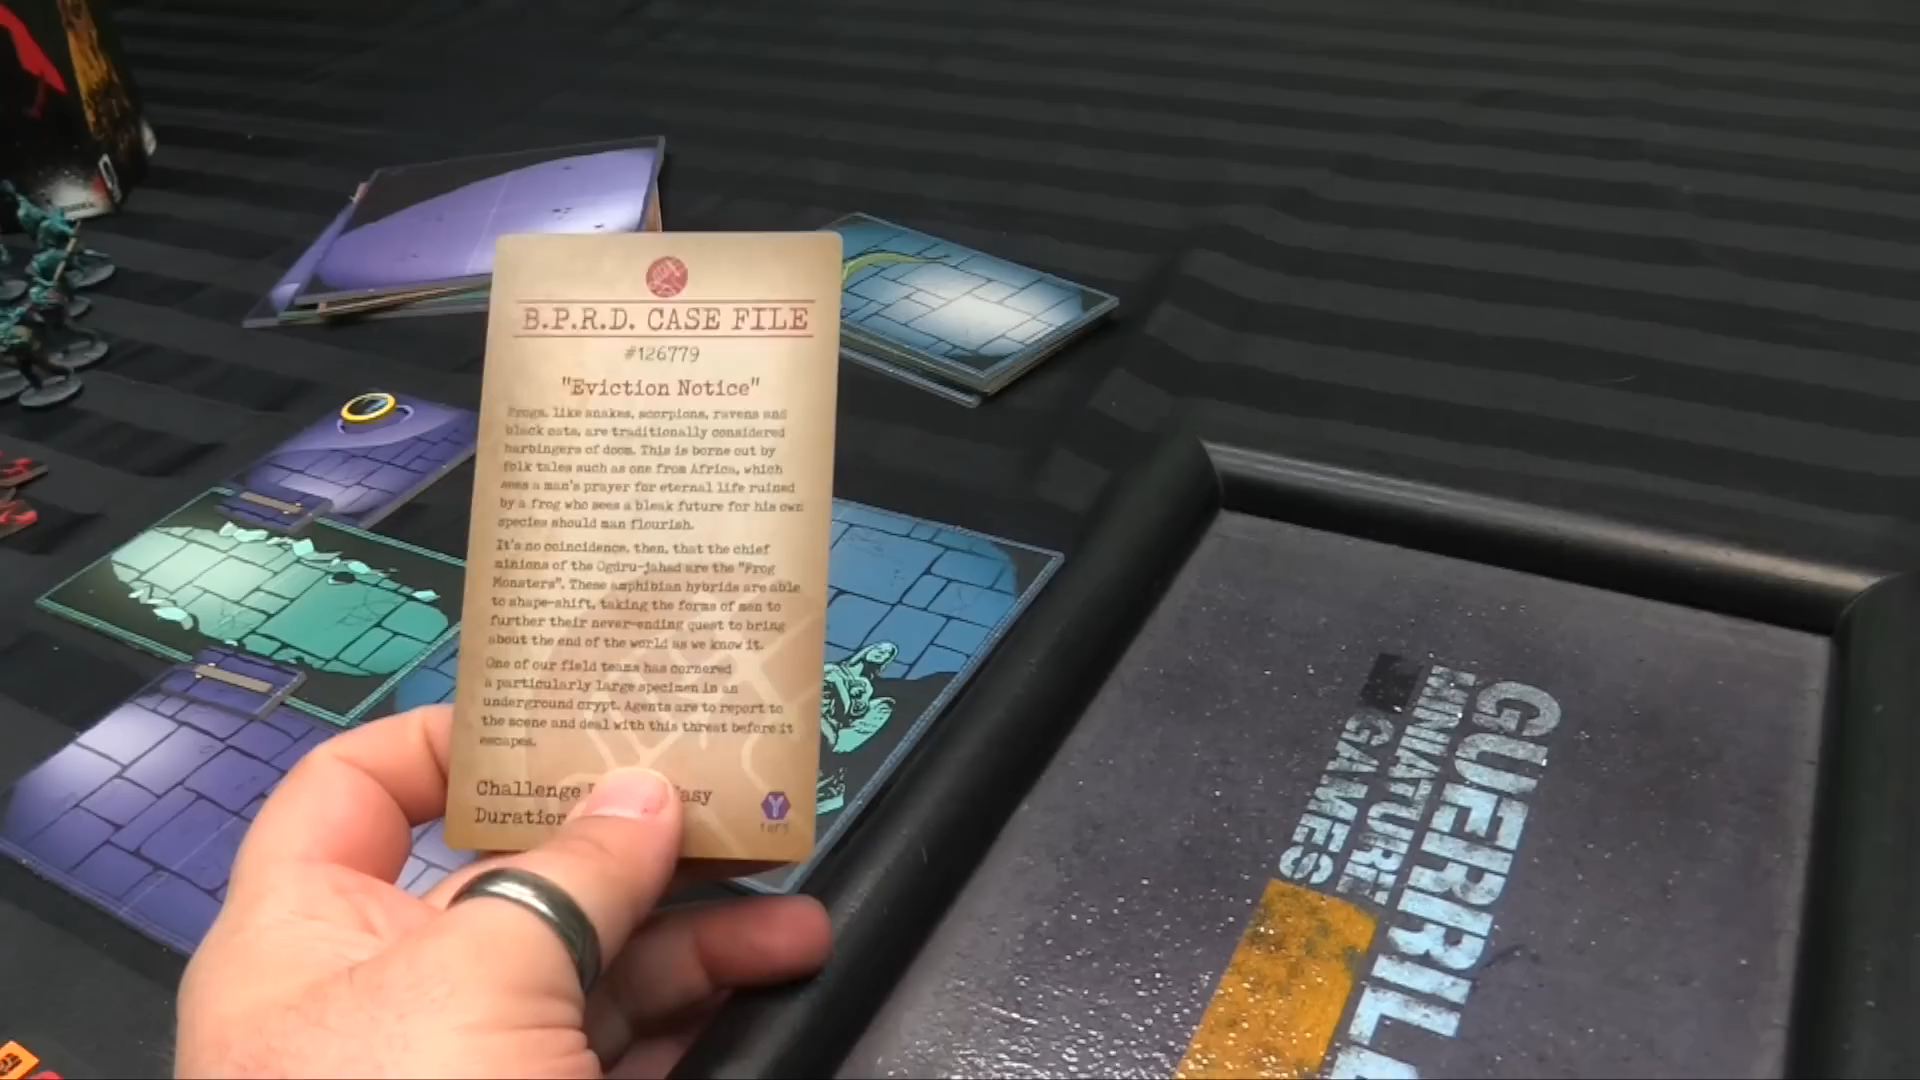 B.P.R.D. CASE FILE
#126779
"Eviction Notice"
Frogs, like snakes, scorpions, ravens and
black cats, are traditionally considered
harbingers of doom. This is borne out by
folk tales such as one from Africa, which
sees a man's prayer for eternal life ruined
by a frog who sees a bleak future for his own
species should man flourish.
It's no coincidence, then, that the chief
minions of the Ogdru-jahad are the "Frog
Monsters". These amphibian hybrids are able
to shape-shift, taking the forms of men to
further their never-ending quest to bring
about the end of the world as we know it.
One of our field teams has cornered
a particularly large specimen in an
underground crypt. Agents are to report to
the scene and deal with this threat before it
escapes.
Challenge
Duration
Y
GUERRILLA
MINIATURE
GAMES